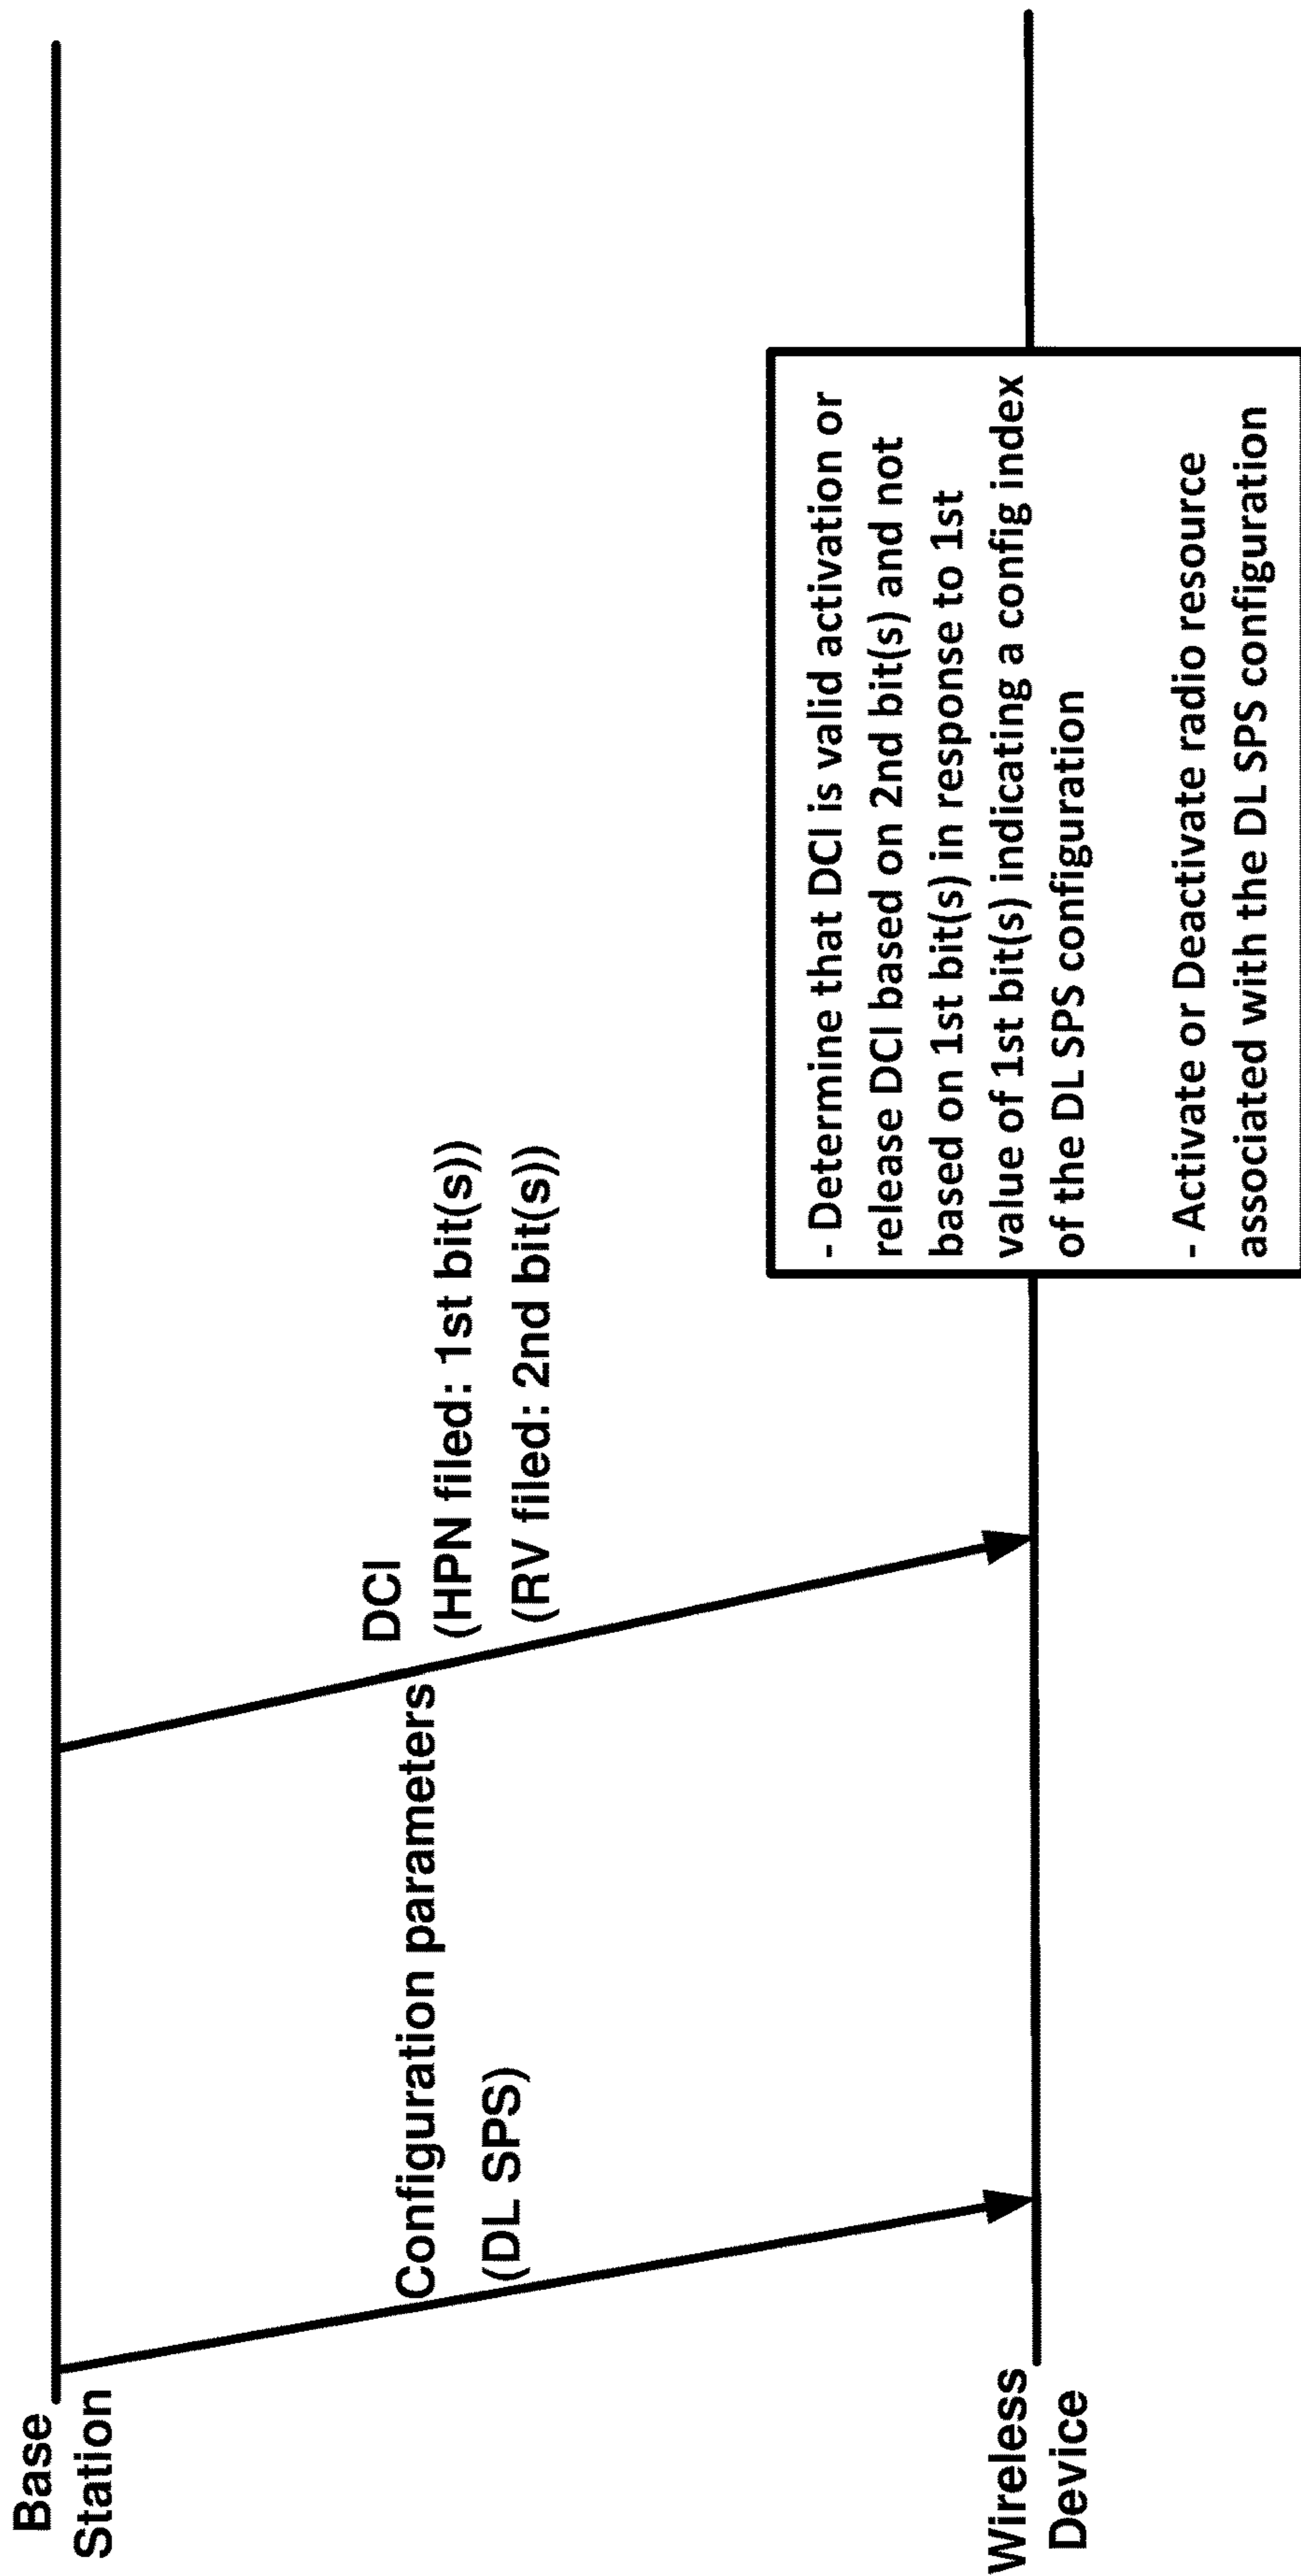 Base
Station
Configuration parameters
(DL SPS)
DCI
(HPN filed: 1st bit(s))
(RV filed: 2nd bit(s))
Wireless
Device
- Determine that DCI is valid activation or
release DCI based on 2nd bit(s) and not
based on 1st bit(s) in response to 1st
value of 1st bit(s) indicating a config index
of the DL SPS configuration
- Activate or Deactivate radio resource
associated with the DL SPS configuration